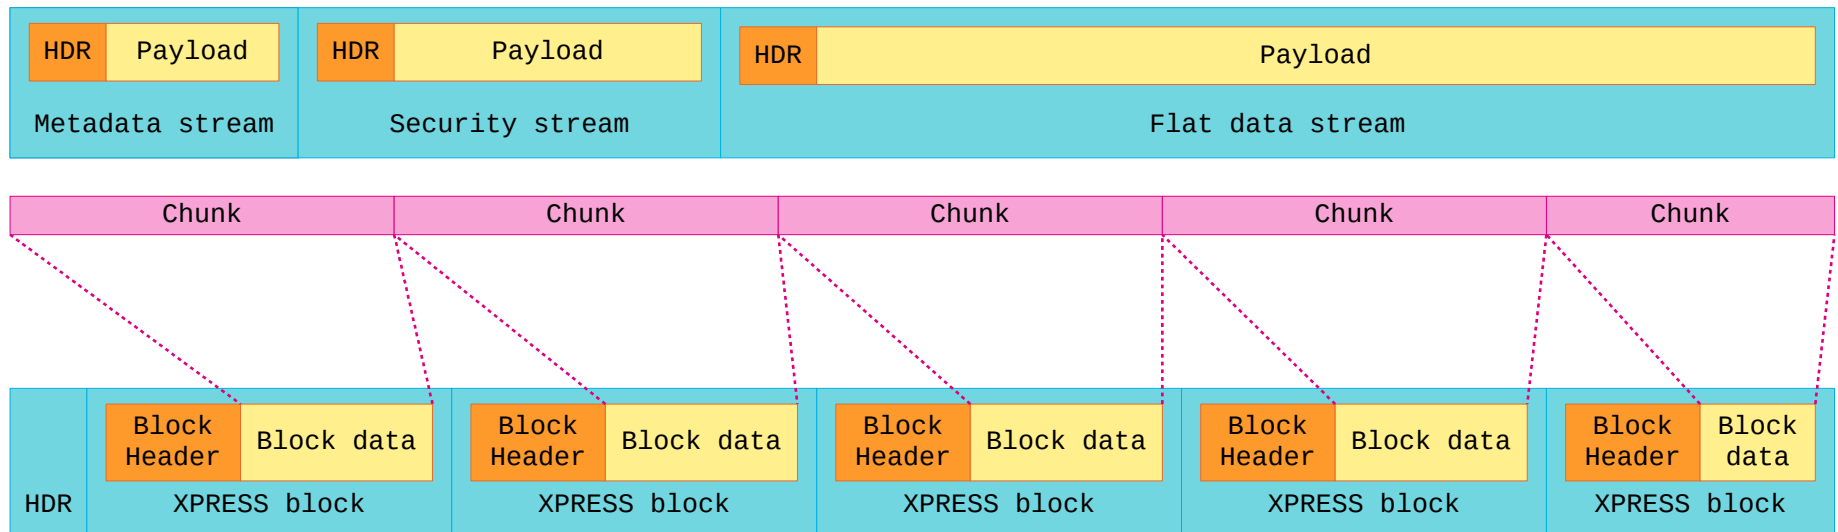 HDR Payload HDR Payload HDR Payload
Metadata stream Security stream Flat data stream
Chunk Chunk Chunk Chunk Chunk
Block Header Block data Block Header Block data Block Header Block data Block Header Block data Block Header Block data
HDR XPRESS block XPRESS block XPRESS block XPRESS block XPRESS block